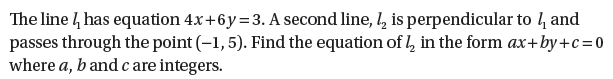 The line l₁ has equation 4x+6y=3. A second line, l₂ is perpendicular to l₁ and
passes through the point (−1, 5). Find the equation of l₂ in the form ax+by+c=0
where a, b and c are integers.